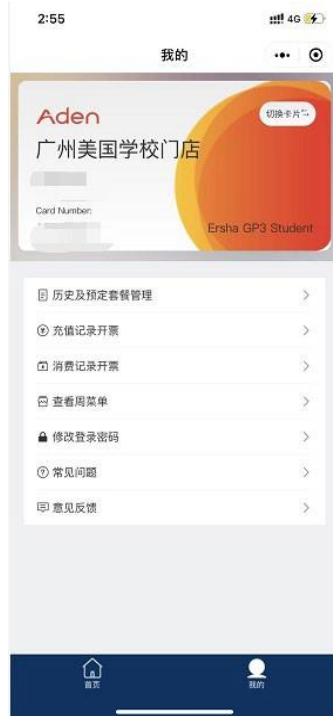 2:55
4G
我的
Aden
切换卡片
广州美国学校门店
Card Number:
Ersha GP3 Student
历史及预定套餐管理
充值记录开票
消费记录开票
查看周菜单
修改登录密码
常见问题
意见反馈
首页
我的